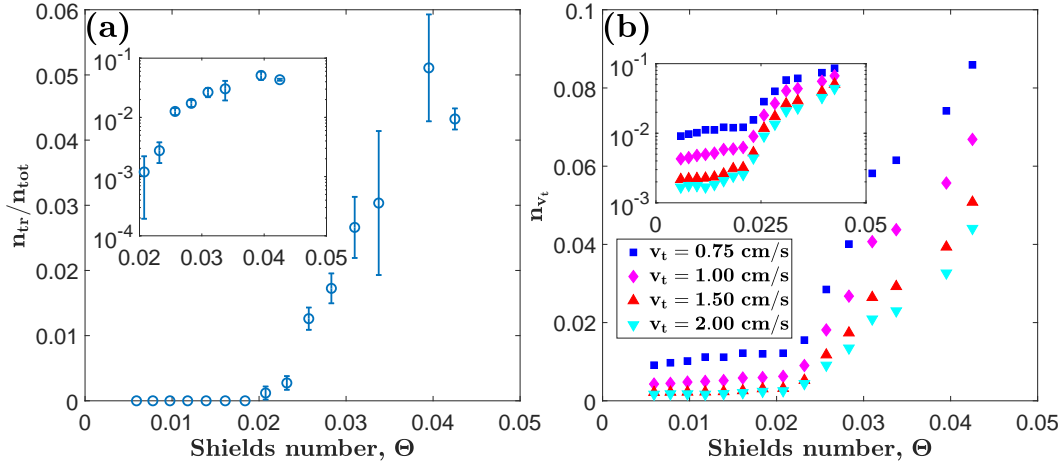 (a)
0.06
0.05
0.04
0.03
0.02
0.01
0
n_tr/n_tot
0 0.01 0.02 0.03 0.04 0.05
Shields number, Θ
10^-1
10^-2
10^-3
10^-4
0.02 0.03 0.04 0.05
(b)
0.1
0.08
0.06
0.04
0.02
0
n_v_t
0 0.01 0.02 0.03 0.04 0.05
Shields number, Θ
10^-1
10^-2
10^-3
0 0.025 0.05
v_t = 0.75 cm/s
v_t = 1.00 cm/s
v_t = 1.50 cm/s
v_t = 2.00 cm/s